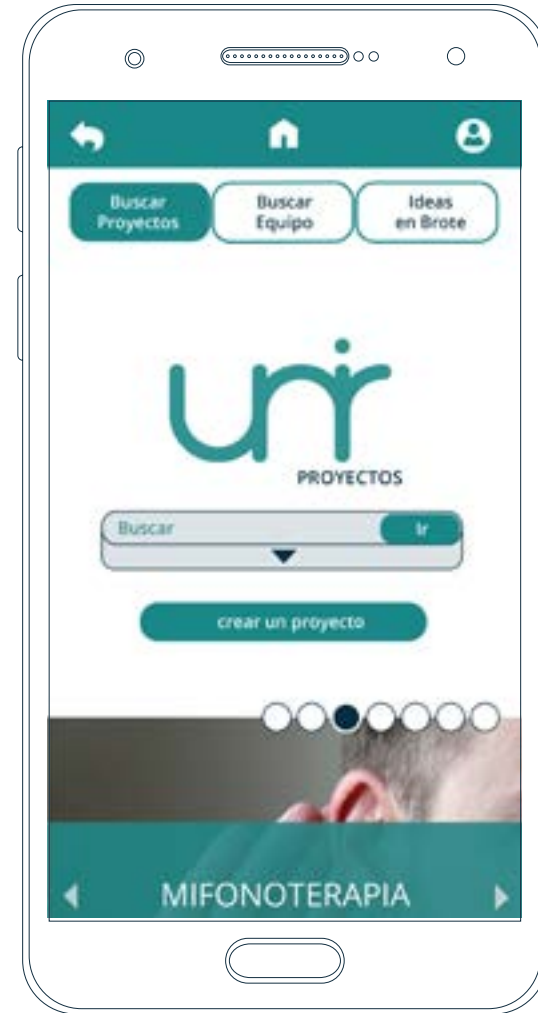 Buscar
Proyectos
Buscar
Equipo
Ideas
en Brote
unir
PROYECTOS
Buscar
Ir
crear un proyecto
MIFONOTERAPIA